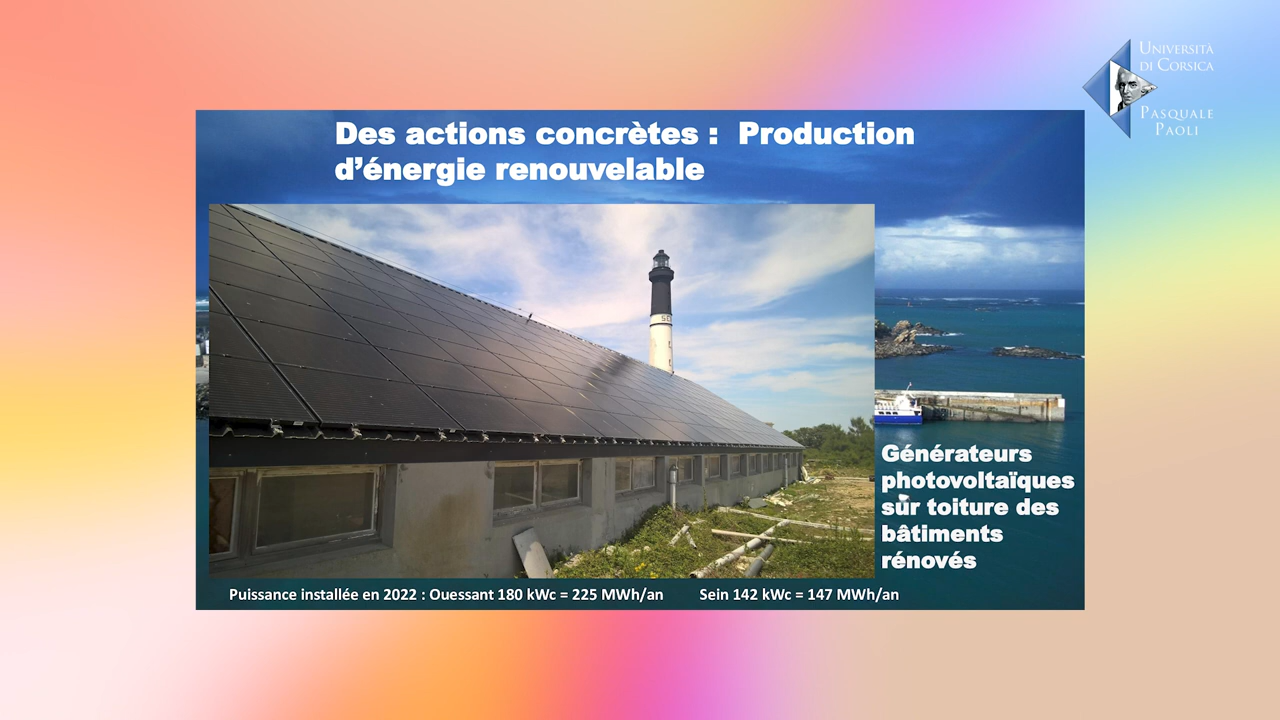 UNIVERSITÀ
DI CORSICA
PASQUALE
PAOLI
Des actions concrètes : Production
d’énergie renouvelable
Générateurs
photovoltaïques
sur toiture des
bâtiments
rénovés
Puissance installée en 2022 : Ouessant 180 kWc = 225 MWh/an Sein 142 kWc = 147 MWh/an